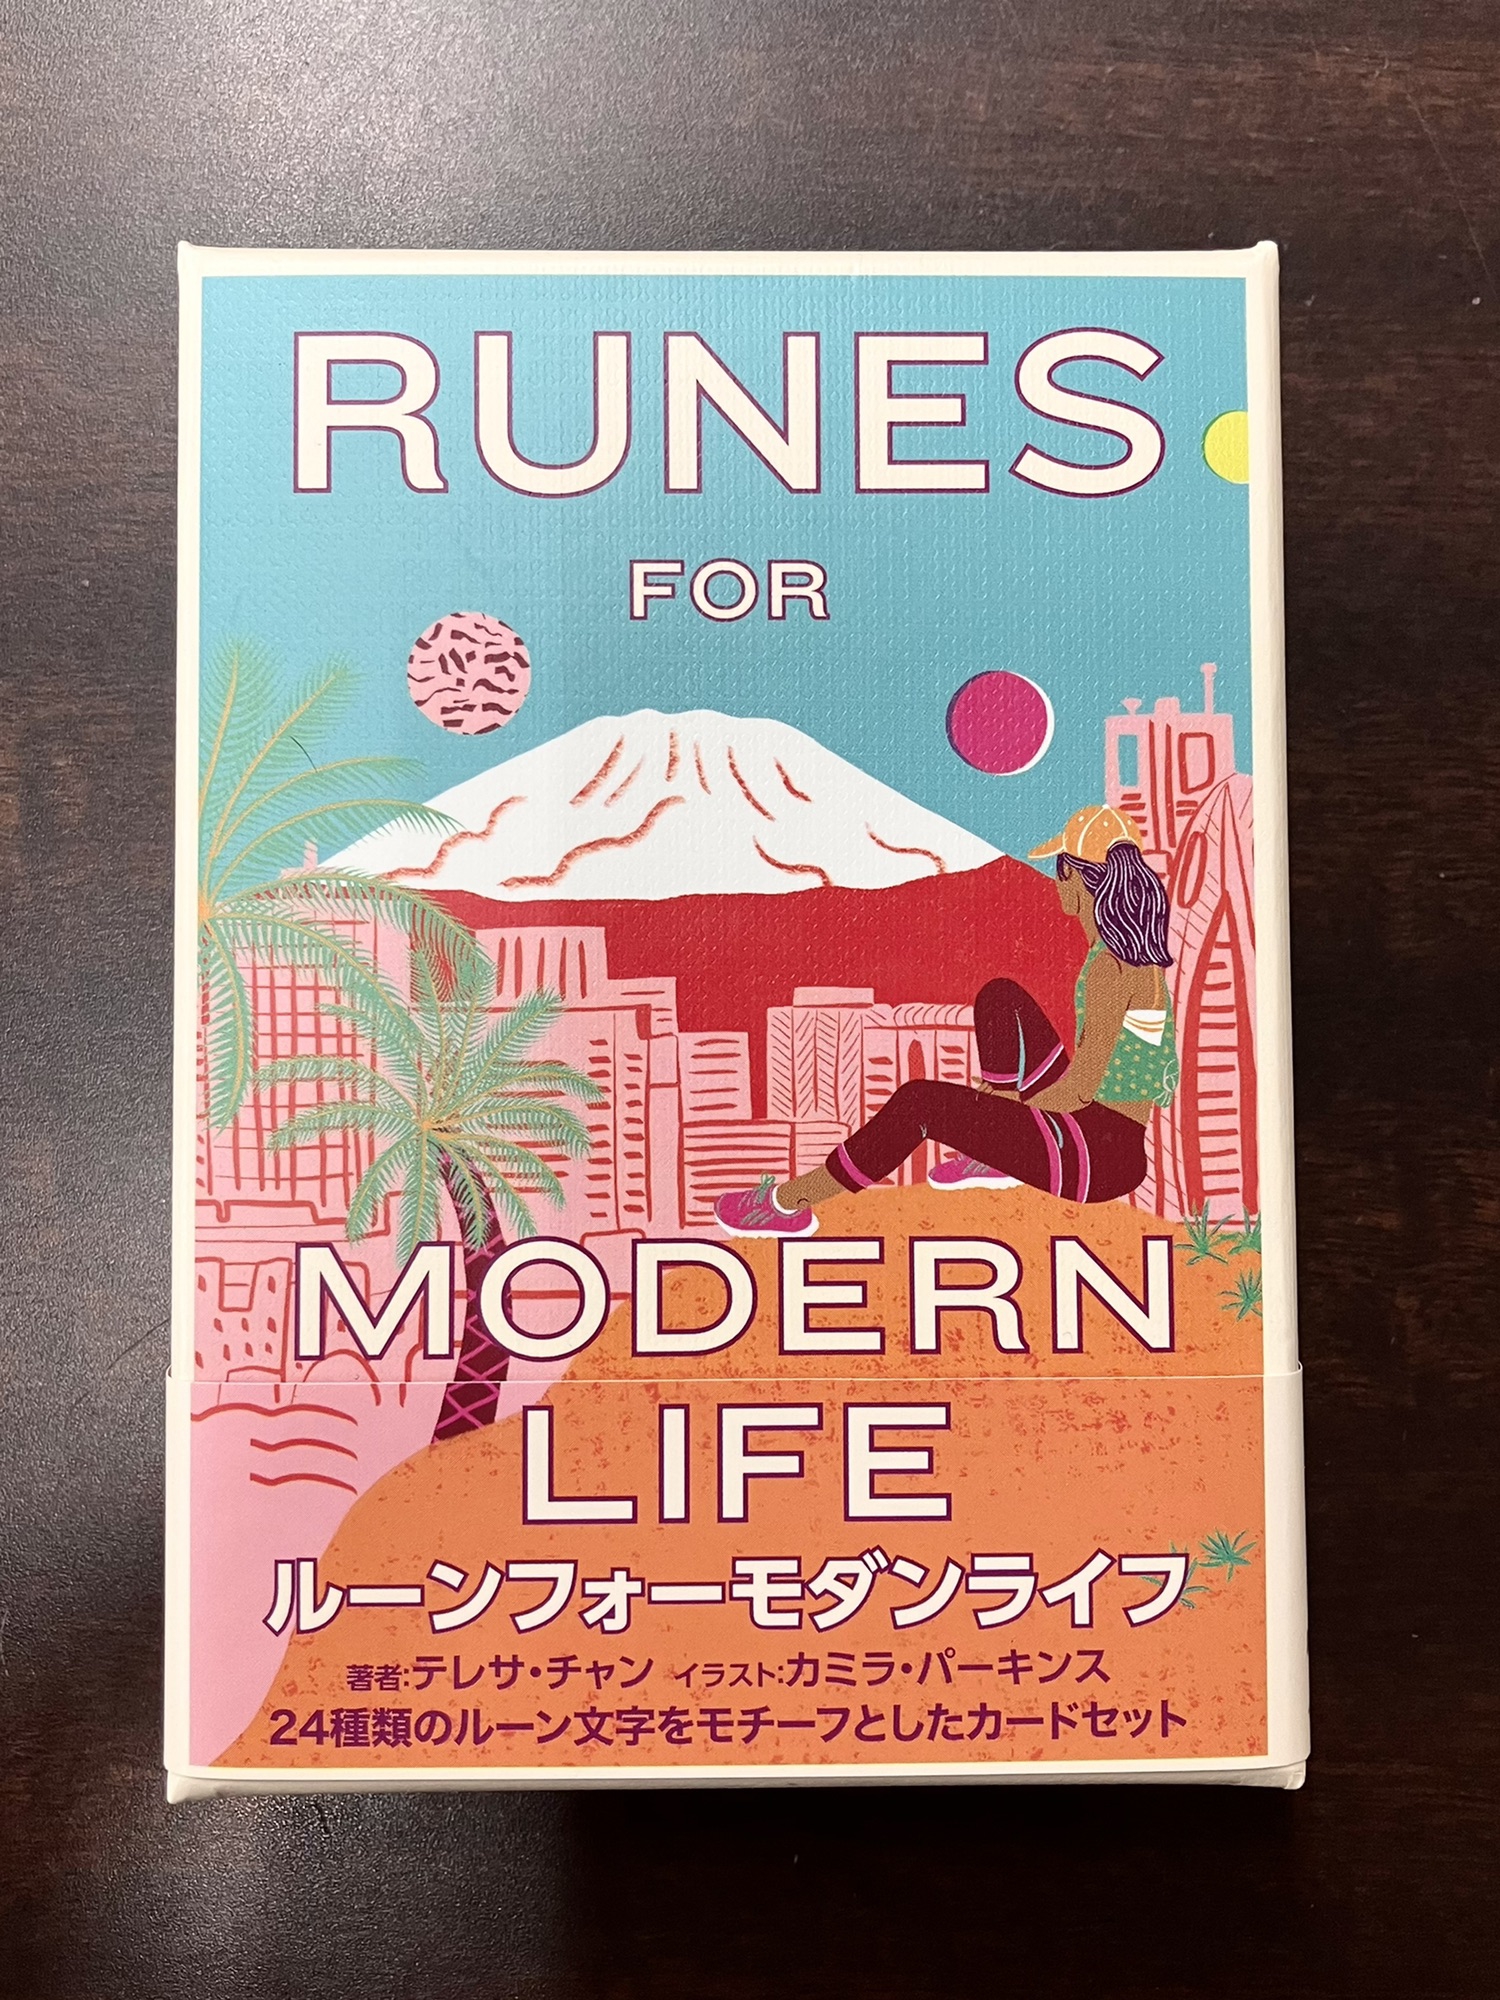 RUNES
FOR
MODERN
LIFE
ルーンフォーモダンライフ
著者:テレサ・チャン イラスト:カミラ・パーキンス
24種類のルーン文字をモチーフとしたカードセット